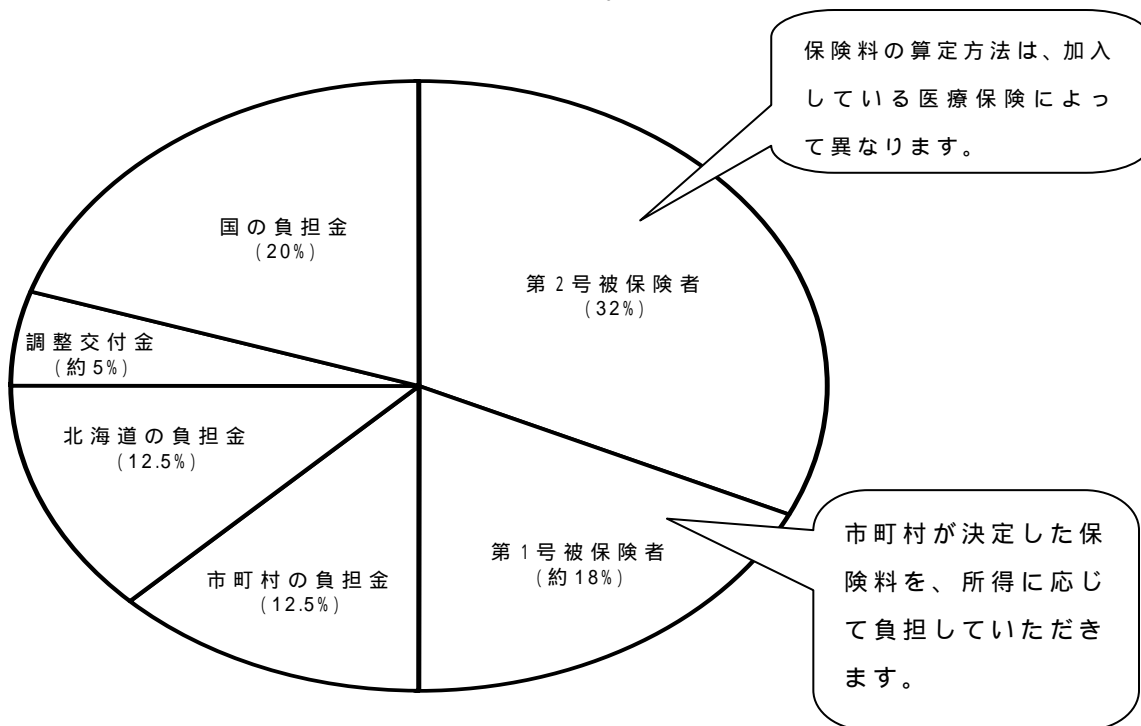 保険料の算定方法は、加入
している医療保険によっ
て異なります。
国の負担金
(20%)
第2号被保険者
(32%)
調整交付金
(約5%)
北海道の負担金
(12.5%)
市町村の負担金
(12.5%)
第1号被保険者
(約18%)
市町村が決定した保
険料を、所得に応じ
て負担していただき
ます。